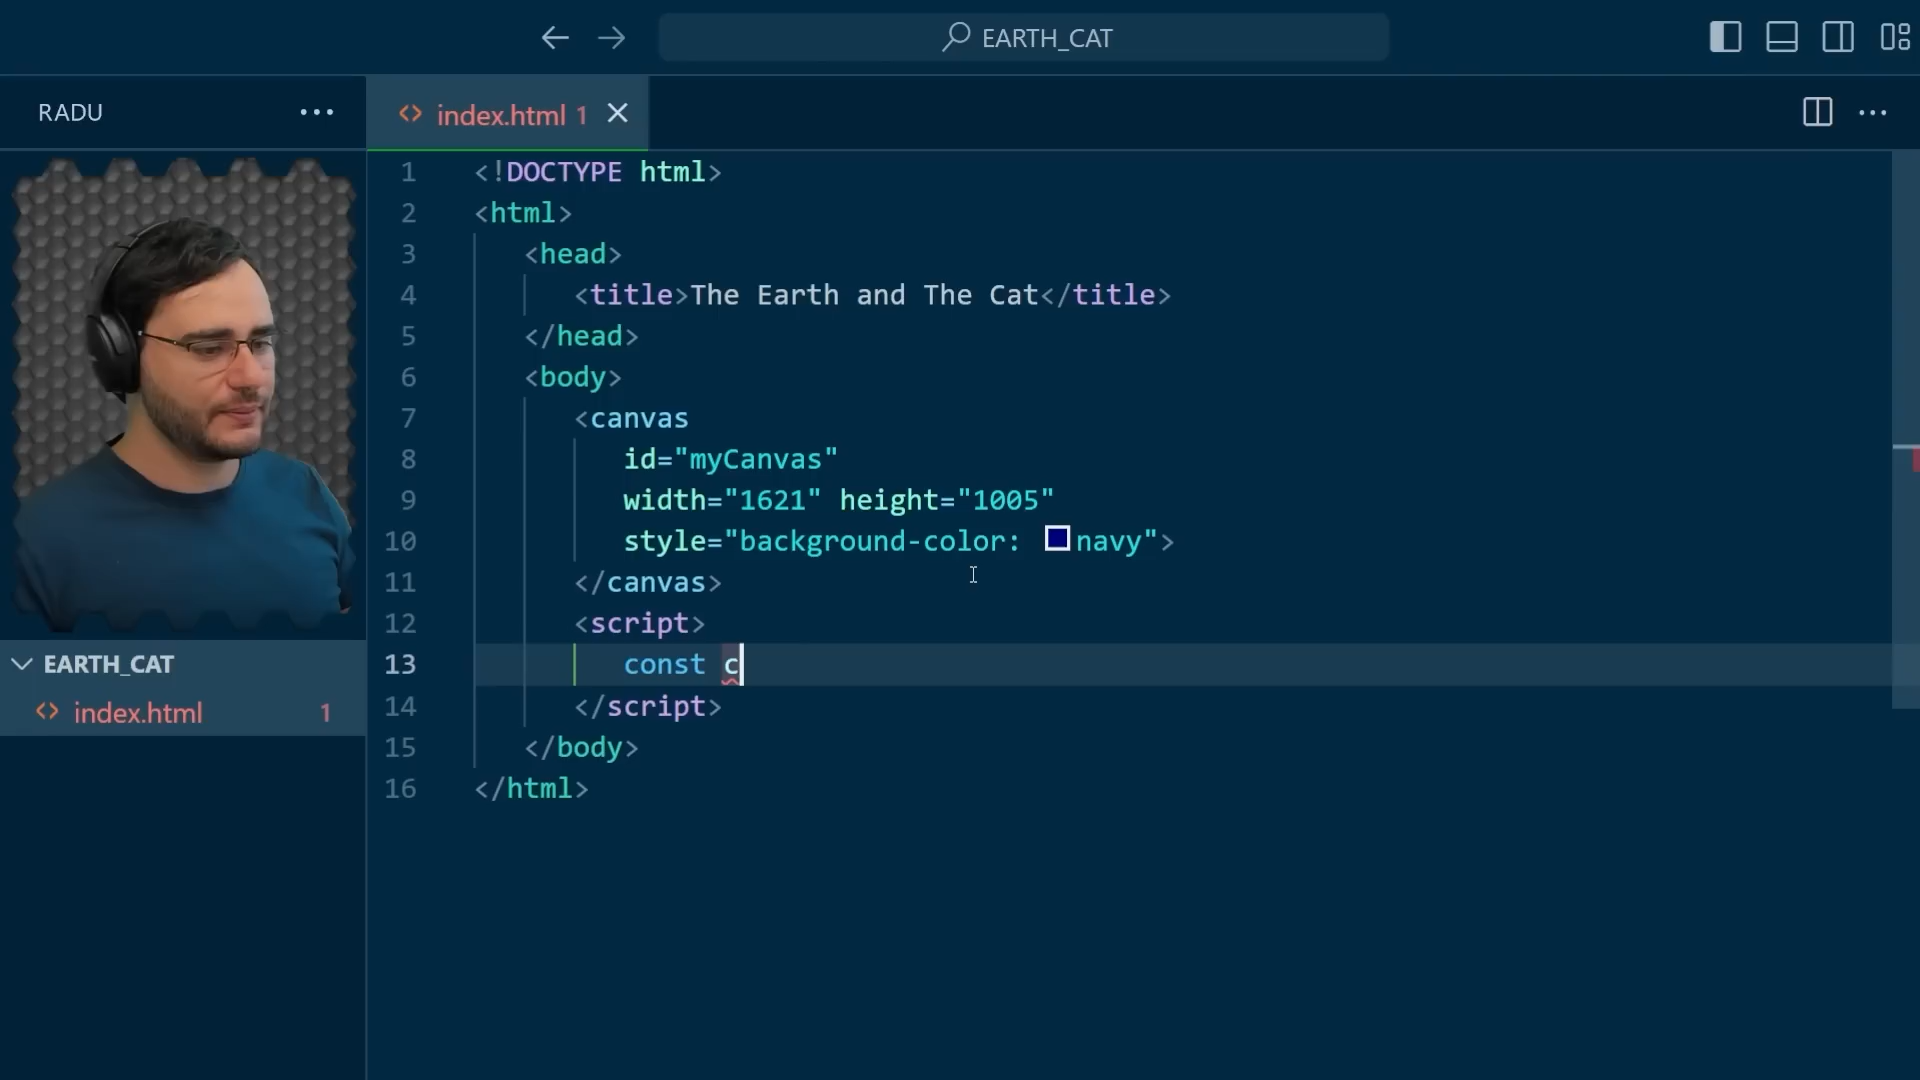 EARTH_CAT
RADU
index.html 1
1 <!DOCTYPE html>
2 <html>
3 <head>
4 <title>The Earth and The Cat</title>
5 </head>
6 <body>
7 <canvas
8 id="myCanvas"
9 width="1621" height="1005"
10 style="background-color: navy">
11 </canvas>
12 <script>
13 const c
14 </script>
15 </body>
16 </html>
EARTH_CAT
index.html 1